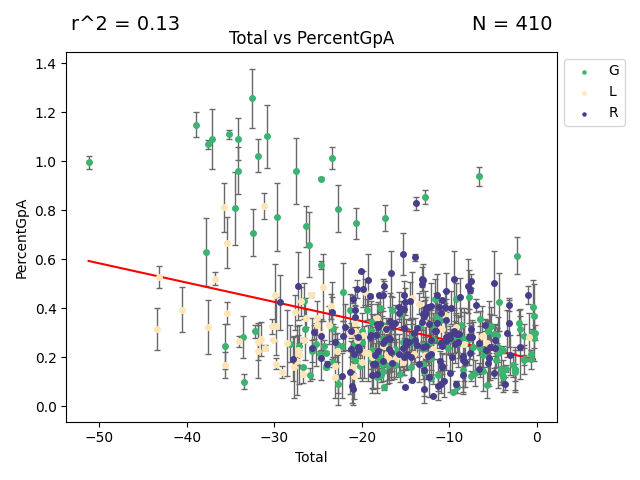 r^2 = 0.13
N = 410
Total vs PercentGpA
G
L
R
1.4
1.2
1.0
0.8
0.6
0.4
0.2
0.0
PercentGpA
−50
−40
−30
−20
−10
0
Total